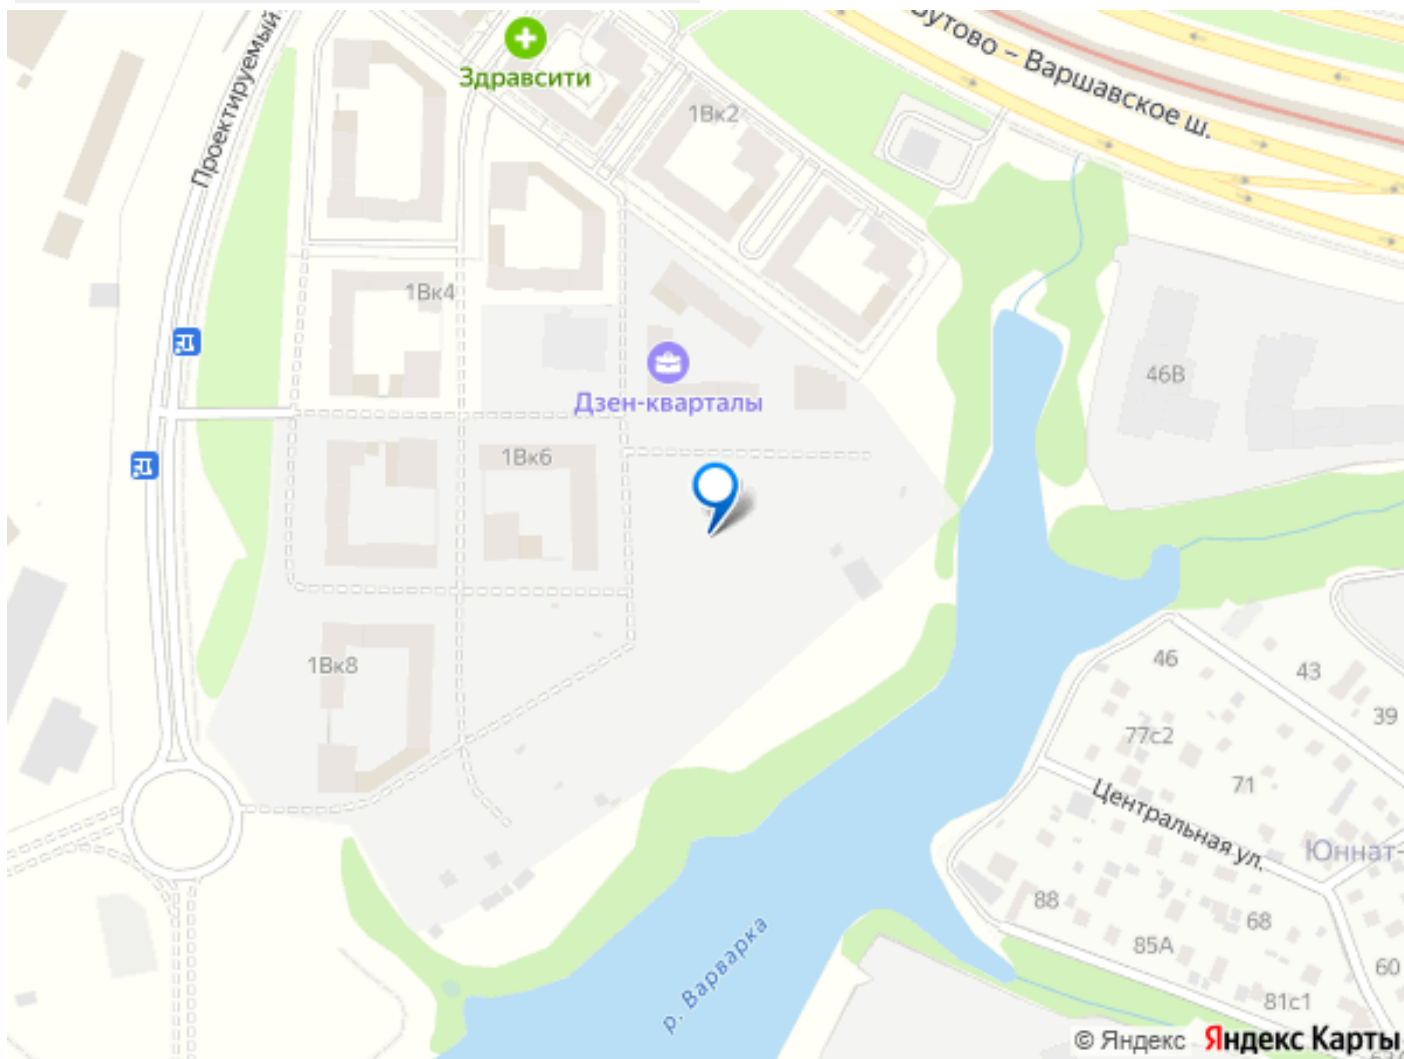 Проектируемый
Здравсити
Бутово – Варшавское ш.
1Вк2
1Вк4
46В
Дзен-кварталы
1Вк6
46
43
1Вк8
39
77с2
71
Центральная ул.
Юннат-
88
68
85А
60
р. Варварка
81с1
© Яндекс Яндекс Карты